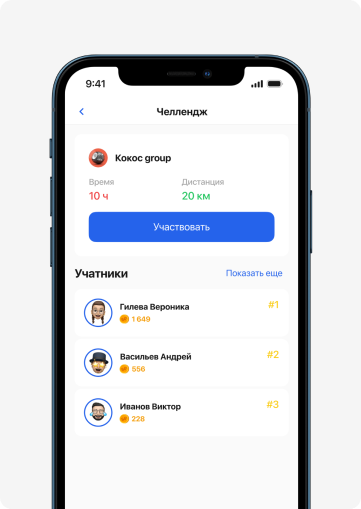 9:41
Челлендж
Кокос group
Время Дистанция
10 ч 20 км
Участвовать
Учатники Показать еще
Гилева Вероника #1
1 649
Васильев Андрей #2
556
Иванов Виктор #3
228